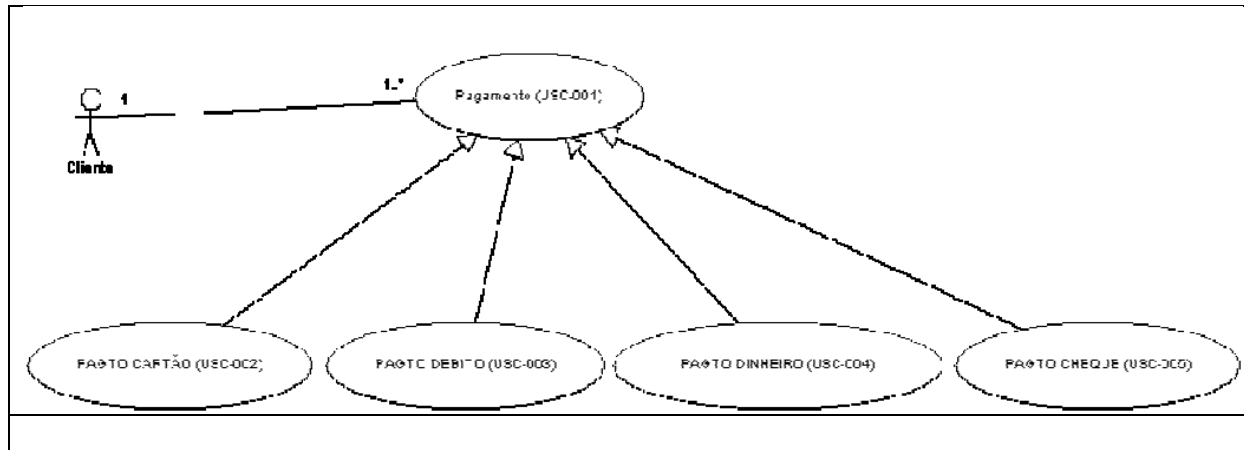 1
1..*
Pagamento (USC-001)
Cliente
PAGTO CARTÃO (USC-002)
PAGTO DEBITO (USC-003)
PAGTO DINHEIRO (USC-004)
PAGTO CHEQUE (USC-005)